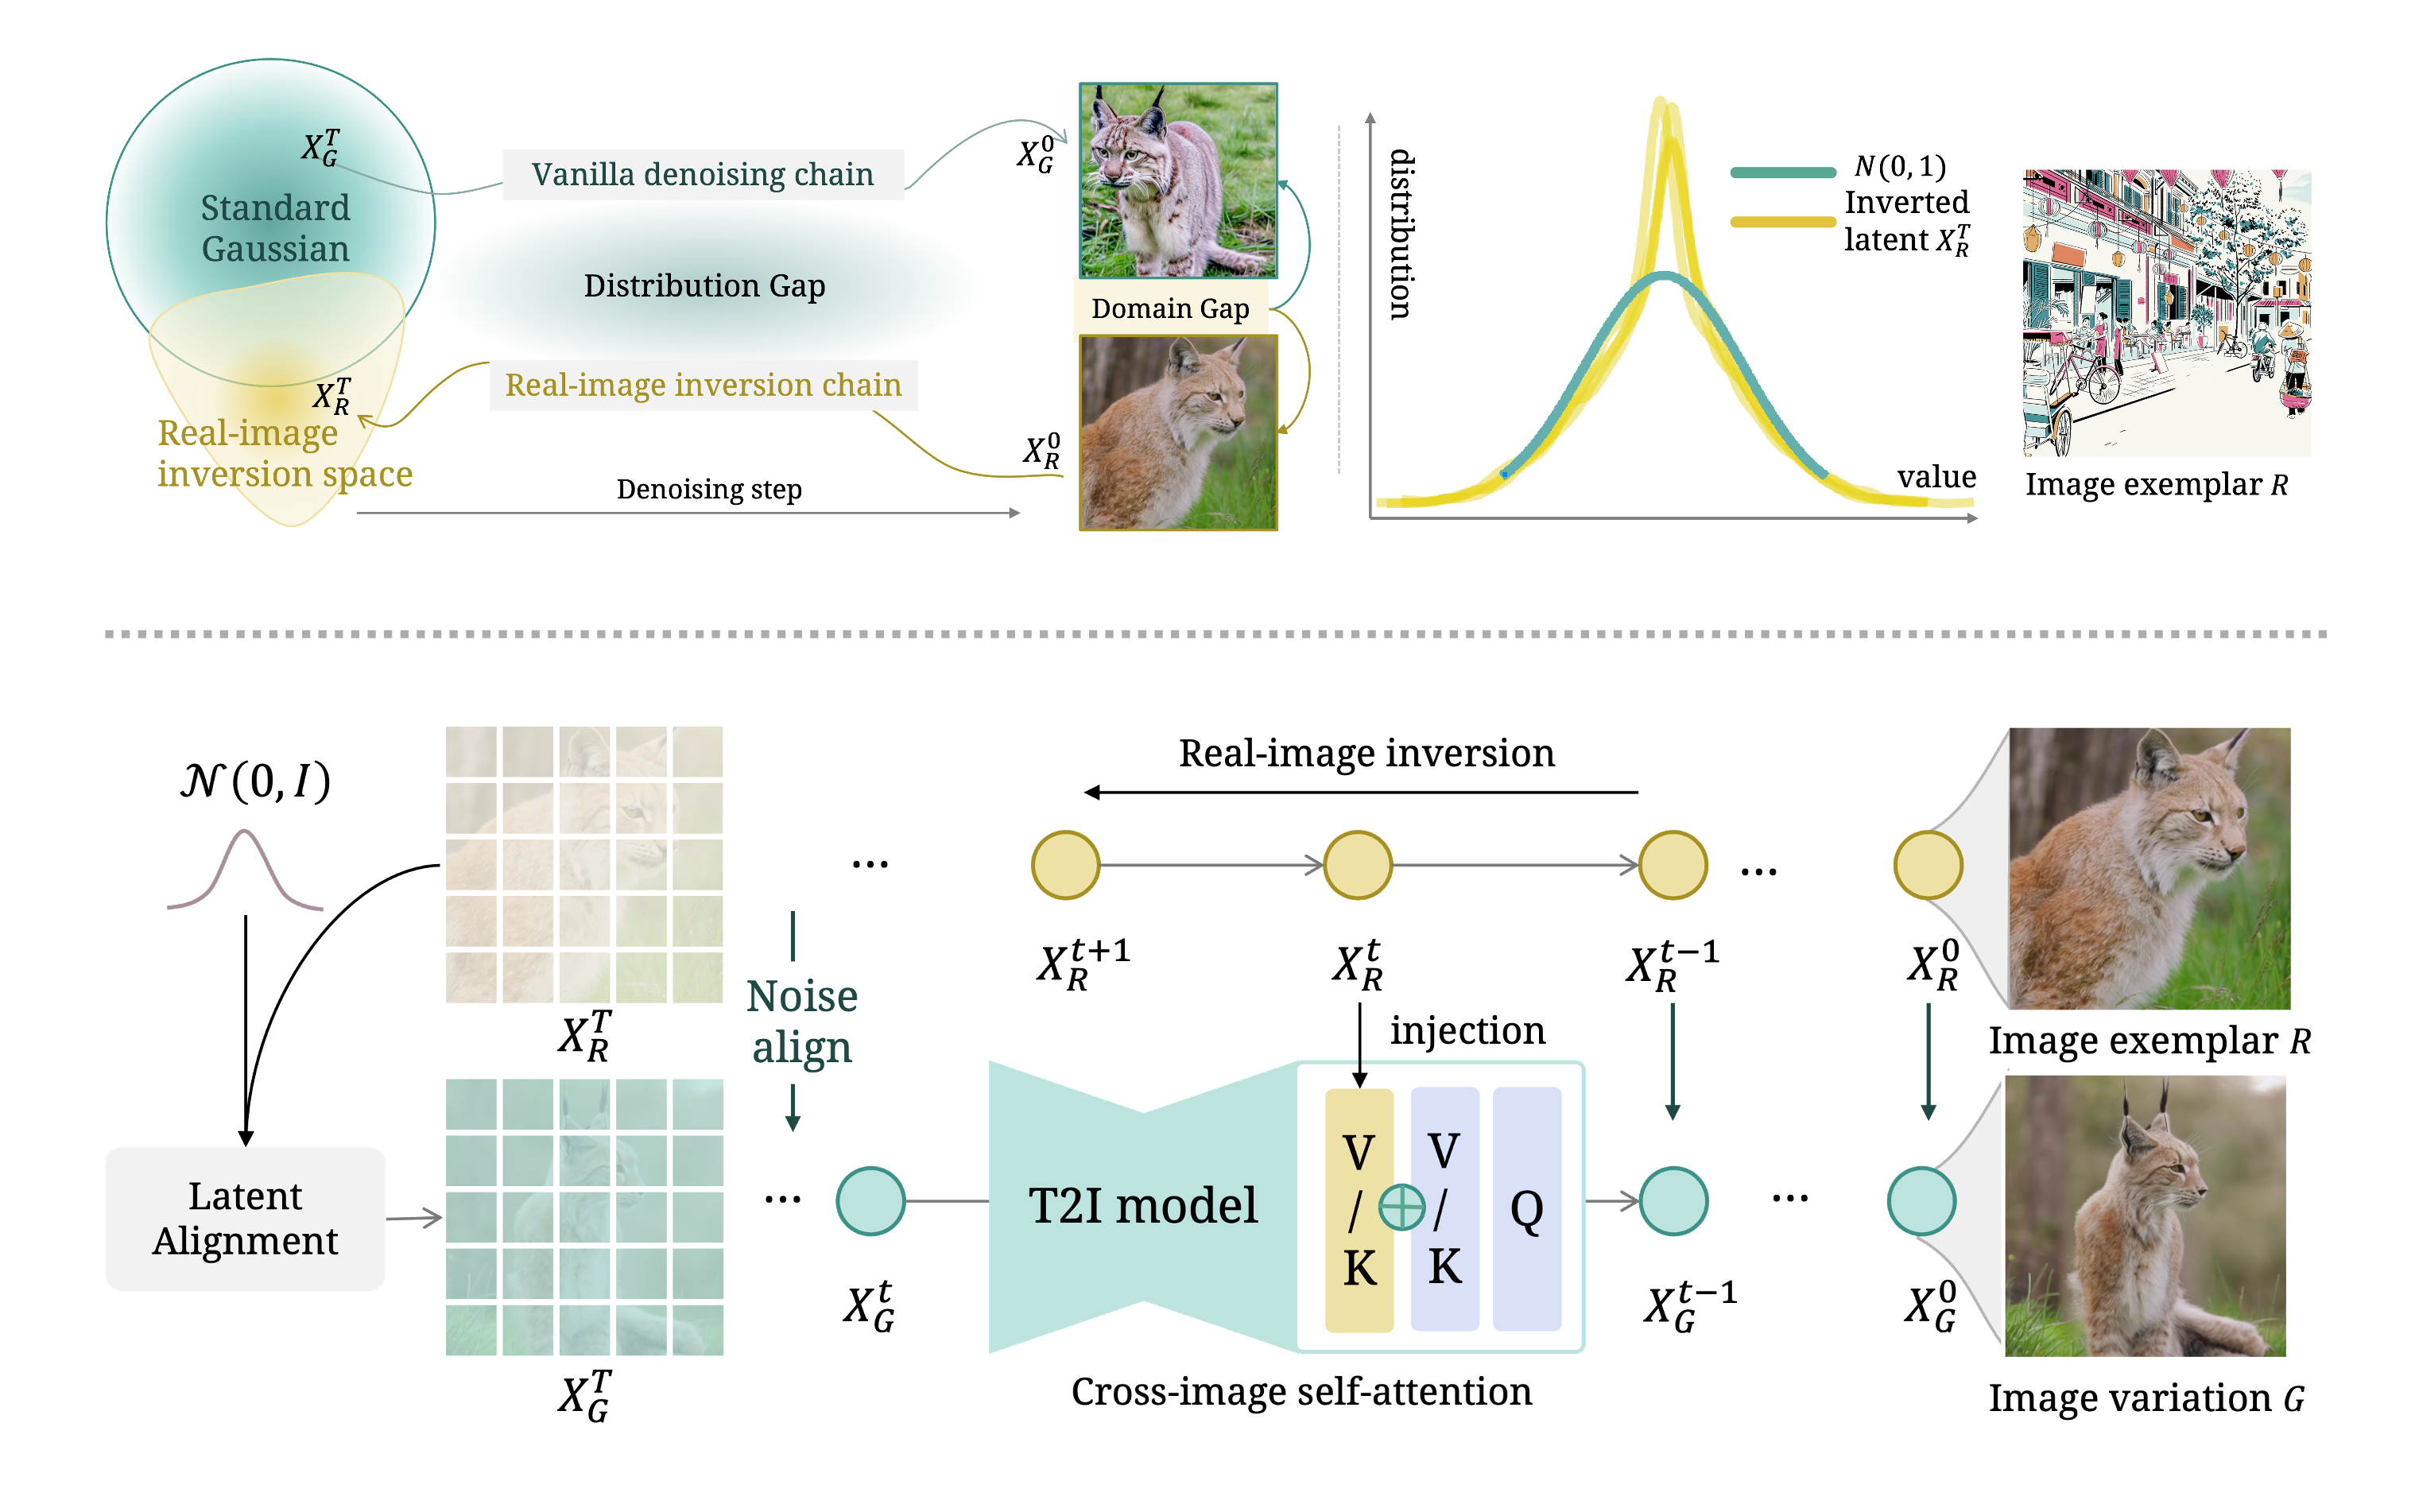 X_G^T
Standard
Gaussian
Vanilla denoising chain
X_G^0
Distribution Gap
Domain Gap
X_R^T
Real-image
inversion space
Real-image inversion chain
X_R^0
Denoising step
distribution
N(0, 1)
Inverted
latent X_R^T
value
Image exemplar R
𝒩(0, I)
X_R^T
Latent
Alignment
X_G^T
Noise
align
Real-image inversion
...
...
X_R^{t+1}
X_R^t
X_R^{t−1}
X_R^0
Image exemplar R
injection
...
T2I model
V
/
K
V
/
K
Q
...
X_G^t
X_G^{t−1}
X_G^0
Cross-image self-attention
Image variation G